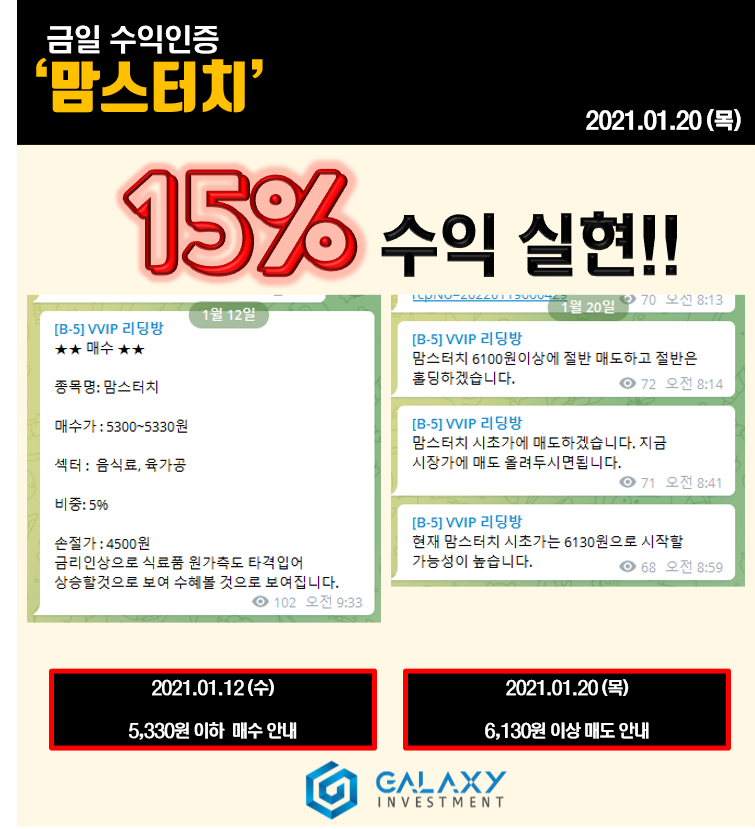 금일 수익인증
‘맘스터치’
2021.01.20 (목)
15% 수익 실현!!
1월 12일
[B-5] VVIP 리딩방
★★ 매수 ★★
종목명: 맘스터치
매수가 : 5300~5330원
섹터 : 음식료, 육가공
비중: 5%
손절가 : 4500원
금리인상으로 식료품 원가측도 타격입어
상승할것으로 보여 수혜볼 것으로 보여집니다.
102 오전 9:33
70 오전 8:13
1월 20일
[B-5] VVIP 리딩방
맘스터치 6100원이상에 절반 매도하고 절반은
홀딩하겠습니다.
72 오전 8:14
[B-5] VVIP 리딩방
맘스터치 시초가에 매도하겠습니다. 지금
시장가에 매도 올려두시면됩니다.
71 오전 8:41
[B-5] VVIP 리딩방
현재 맘스터치 시초가는 6130원으로 시작할
가능성이 높습니다.
68 오전 8:59
2021.01.12 (수)
5,330원 이하 매수 안내
2021.01.20 (목)
6,130원 이상 매도 안내
GALAXY
INVESTMENT